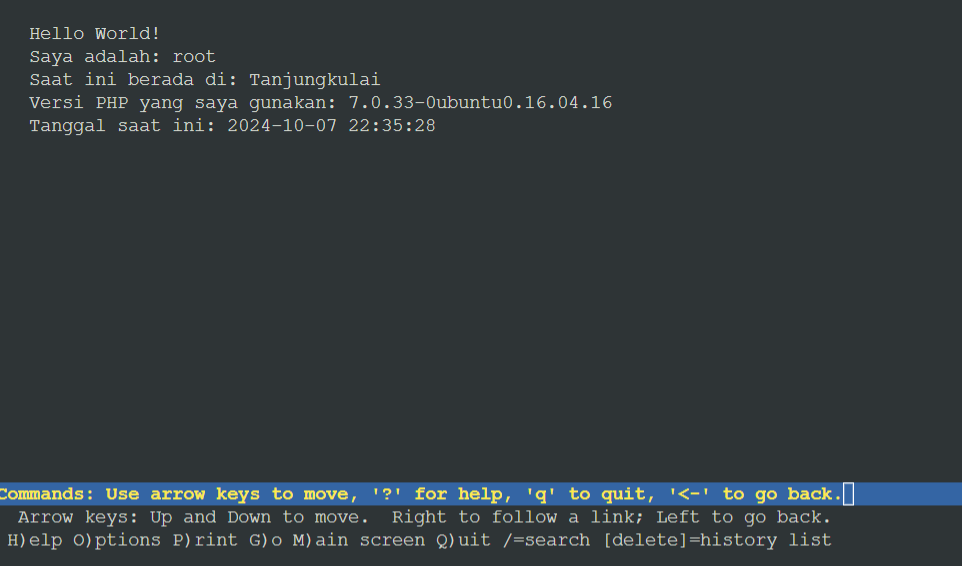 Hello World!
Saya adalah: root
Saat ini berada di: Tanjungkulai
Versi PHP yang saya gunakan: 7.0.33-0ubuntu0.16.04.16
Tanggal saat ini: 2024-10-07 22:35:28
Commands: Use arrow keys to move, '?' for help, 'q' to quit, '<-' to go back.
Arrow keys: Up and Down to move.  Right to follow a link; Left to go back.
H)elp O)ptions P)rint G)o M)ain screen Q)uit /=search [delete]=history list